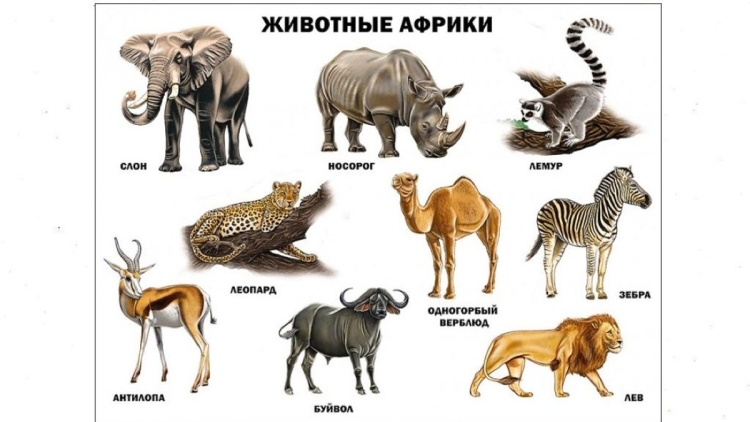 ЖИВОТНЫЕ АФРИКИ
СЛОН
НОСОРОГ
ЛЕМУР
ЛЕОПАРД
ОДНОГОРБЫЙ
ВЕРБЛЮД
ЗЕБРА
АНТИЛОПА
БУЙВОЛ
ЛЕВ